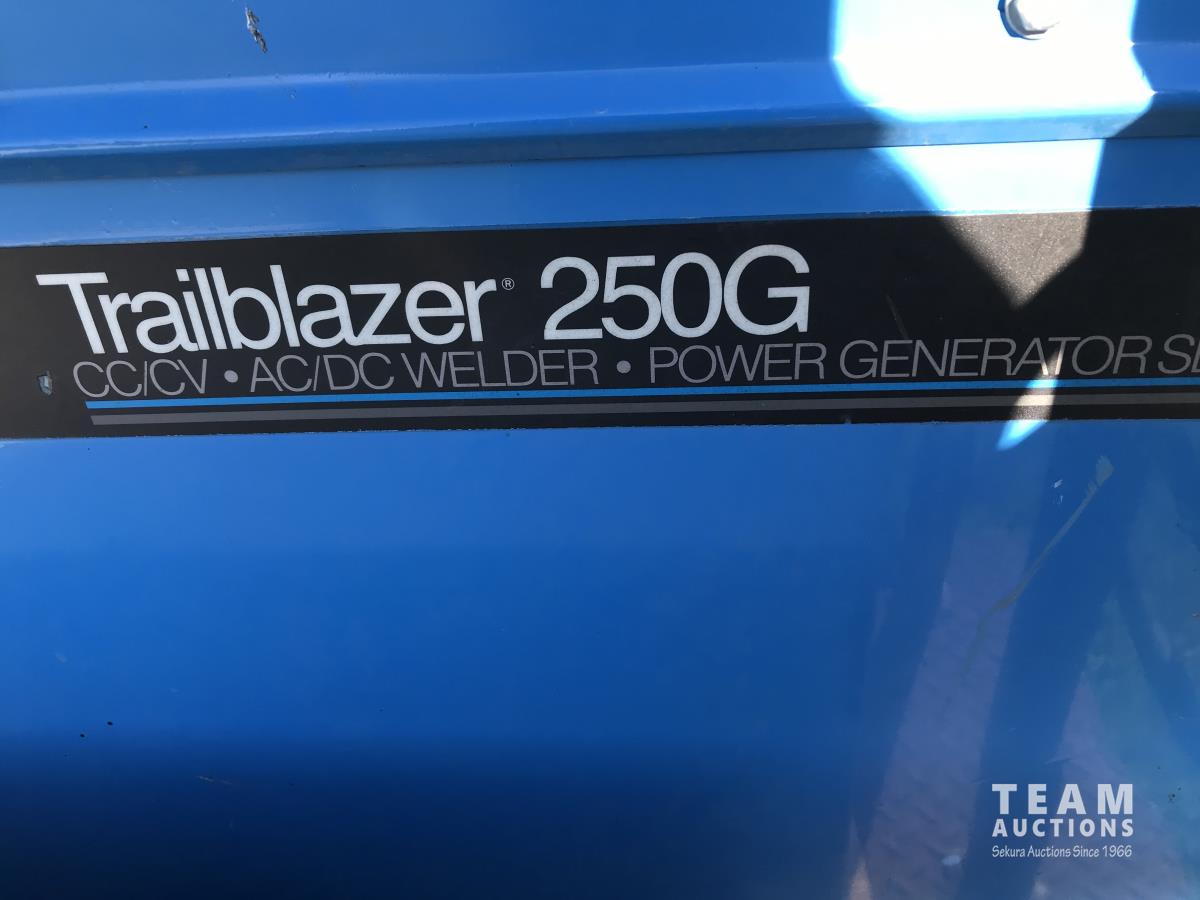 Trailblazer® 250G
CC/CV • AC/DC WELDER • POWER GENERATOR
TEAM
AUCTIONS
Sekura Auctions Since 1966